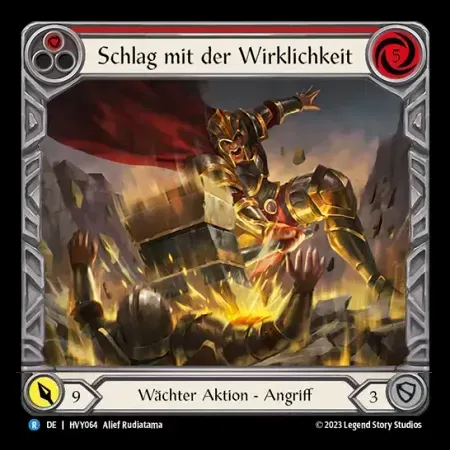 Schlag mit der Wirklichkeit
5
9
Wächter Aktion - Angriff
3
R DE | HVY064 Alief Rudiatama
© 2023 Legend Story Studios